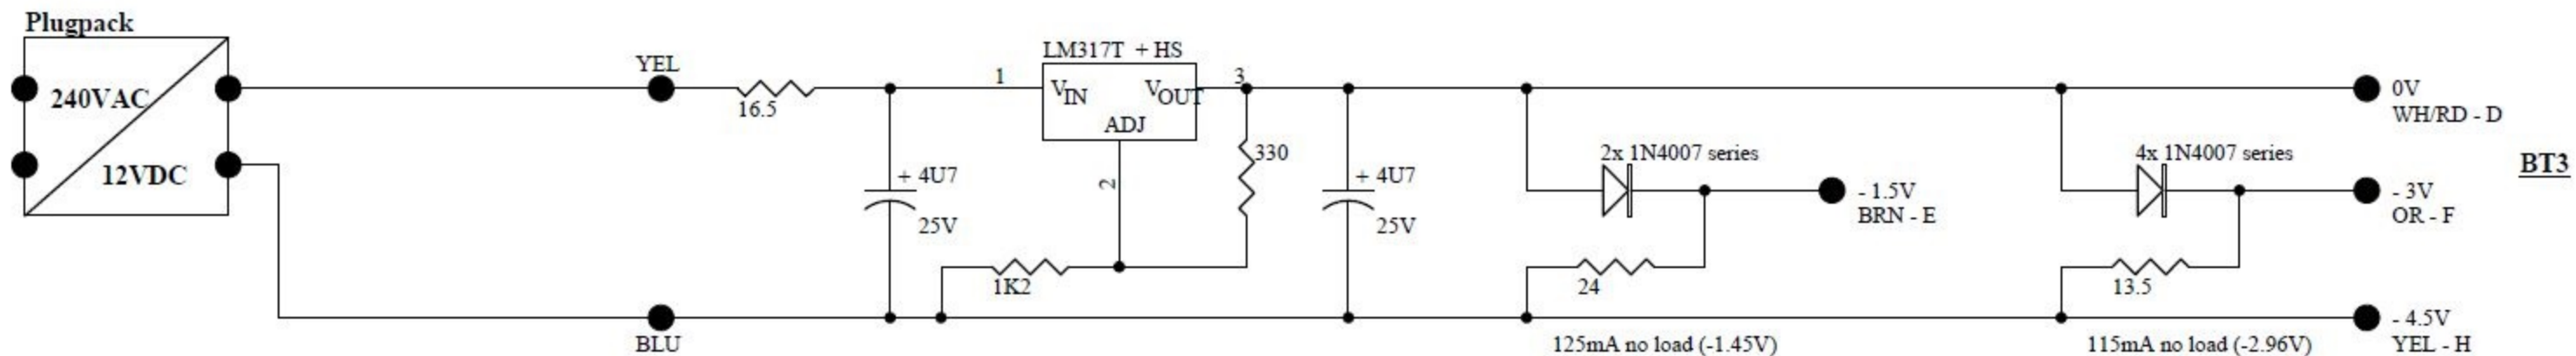 Plugpack
240VAC
12VDC
YEL
16.5
BLU
+ 4U7
25V
1
LM317T + HS
VIN
VOUT
ADJ
3
2
330
1K2
+ 4U7
25V
2x 1N4007 series
- 1.5V
BRN - E
24
125mA no load (-1.45V)
4x 1N4007 series
13.5
115mA no load (-2.96V)
0V
WH/RD - D
- 3V
OR - F
- 4.5V
YEL - H
BT3